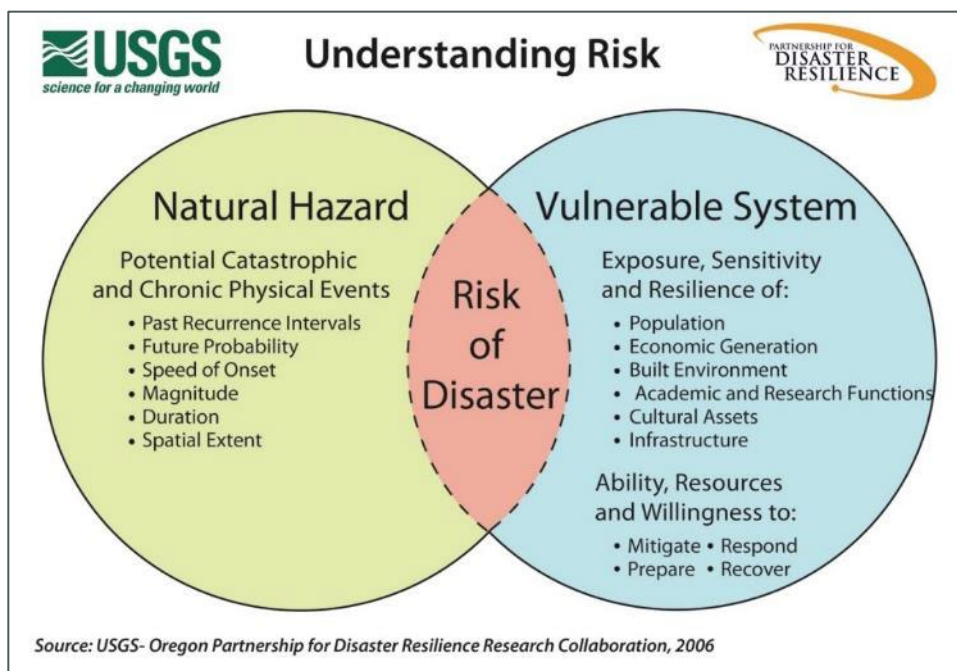 USGS
science for a changing world
Understanding Risk
PARTNERSHIP FOR
DISASTER
RESILIENCE
Natural Hazard
Potential Catastrophic
and Chronic Physical Events
• Past Recurrence Intervals
• Future Probability
• Speed of Onset
• Magnitude
• Duration
• Spatial Extent
Risk
of
Disaster
Vulnerable System
Exposure, Sensitivity
and Resilience of:
• Population
• Economic Generation
• Built Environment
• Academic and Research Functions
• Cultural Assets
• Infrastructure
Ability, Resources
and Willingness to:
• Mitigate • Respond
• Prepare • Recover
Source: USGS- Oregon Partnership for Disaster Resilience Research Collaboration, 2006